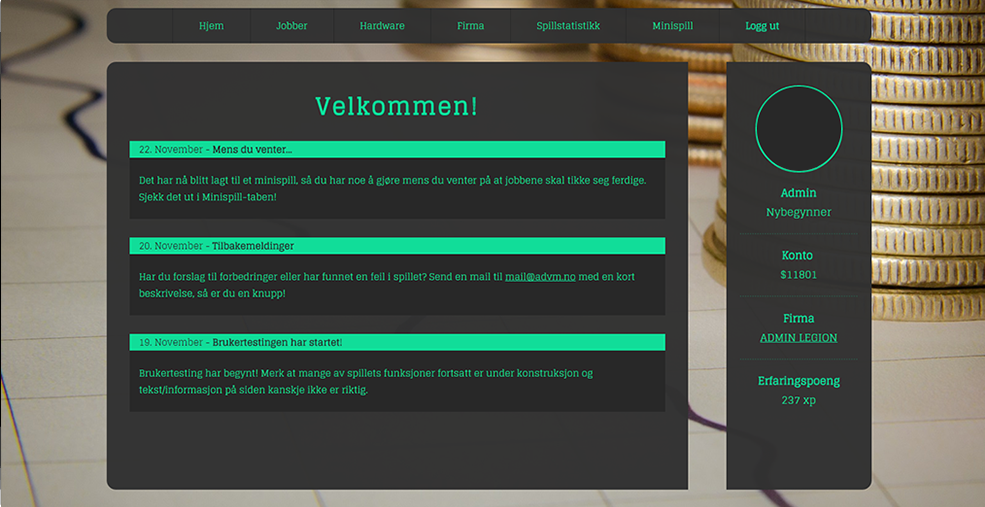 Hjem Jobber Hardware Firma Spillstatistikk Minispill Logg ut
Velkommen!
22. November - Mens du venter...
Det har nå blitt lagt til et minispill, så du har noe å gjøre mens du venter på at jobbene skal tikke seg ferdige.
Sjekk det ut i Minispill-taben!
20. November - Tilbakemeldinger
Har du forslag til forbedringer eller har funnet en feil i spillet? Send en mail til mail@advm.no med en kort
beskrivelse, så er du en knupp!
19. November - Brukertestingen har startet!
Brukertesting har begynt! Merk at mange av spillets funksjoner fortsatt er under konstruksjon og
tekst/informasjon på siden kanskje ikke er riktig.
Admin
Nybegynner
Konto
$11801
Firma
ADMIN LEGION
Erfaringspoeng
237 xp